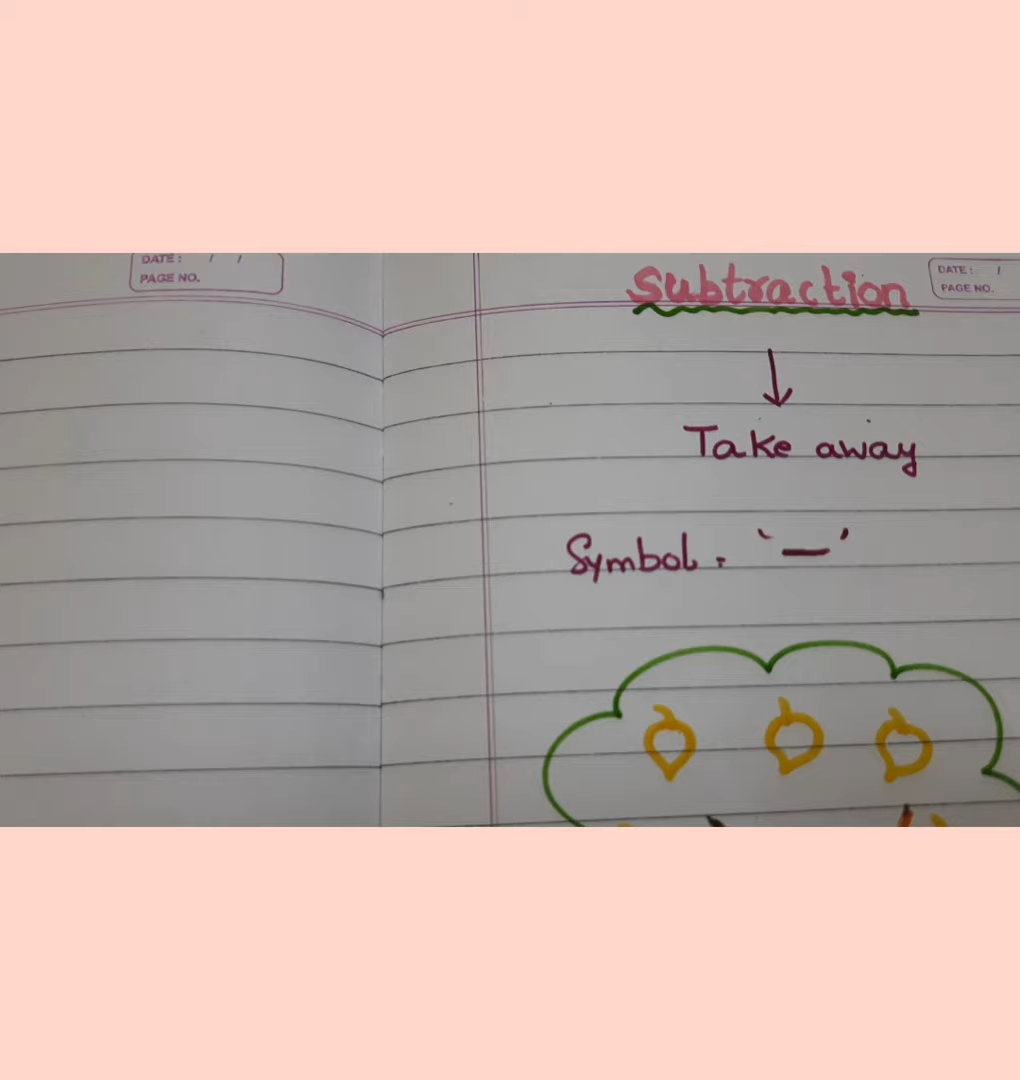 DATE : / /
PAGE NO.
Subtraction
DATE : /
PAGE NO.
↓
Take away
Symbol : ‘—’